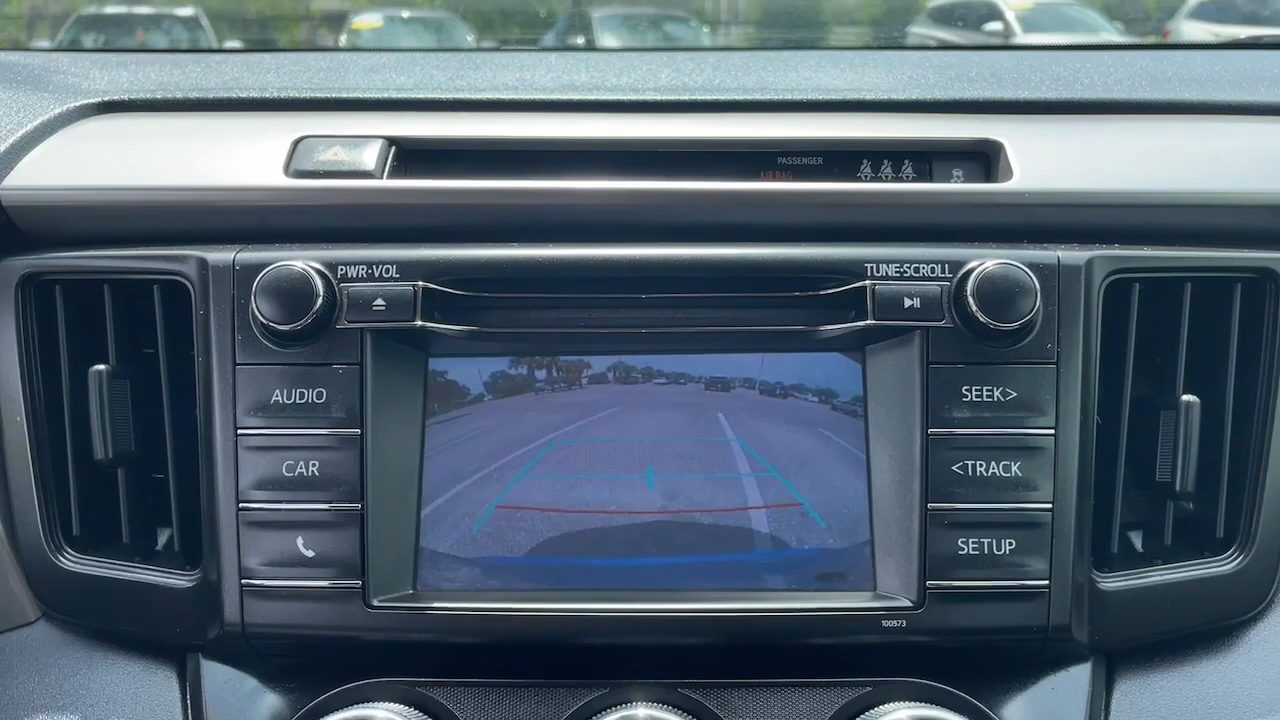 PASSENGER
AIR BAG
PWR·VOL
TUNE·SCROLL
AUDIO
SEEK>
CAR
<TRACK
SETUP
100573